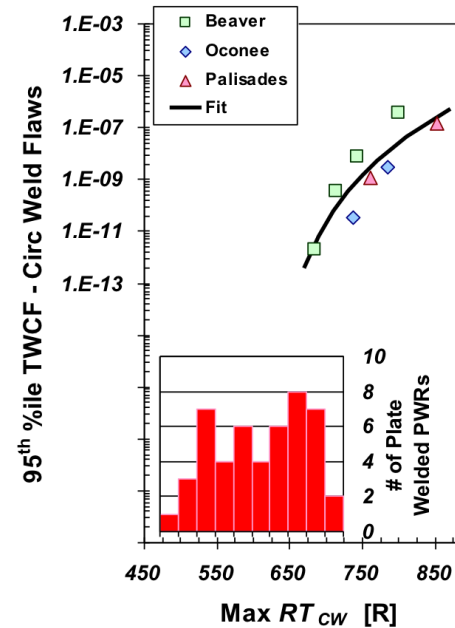 Beaver
Oconee
Palisades
Fit
95th %ile TWCF - Circ Weld Flaws
1.E-03
1.E-05
1.E-07
1.E-09
1.E-11
1.E-13
10
8
6
4
2
0
# of Plate
Welded PWRs
450 550 650 750 850
Max RT CW [R]